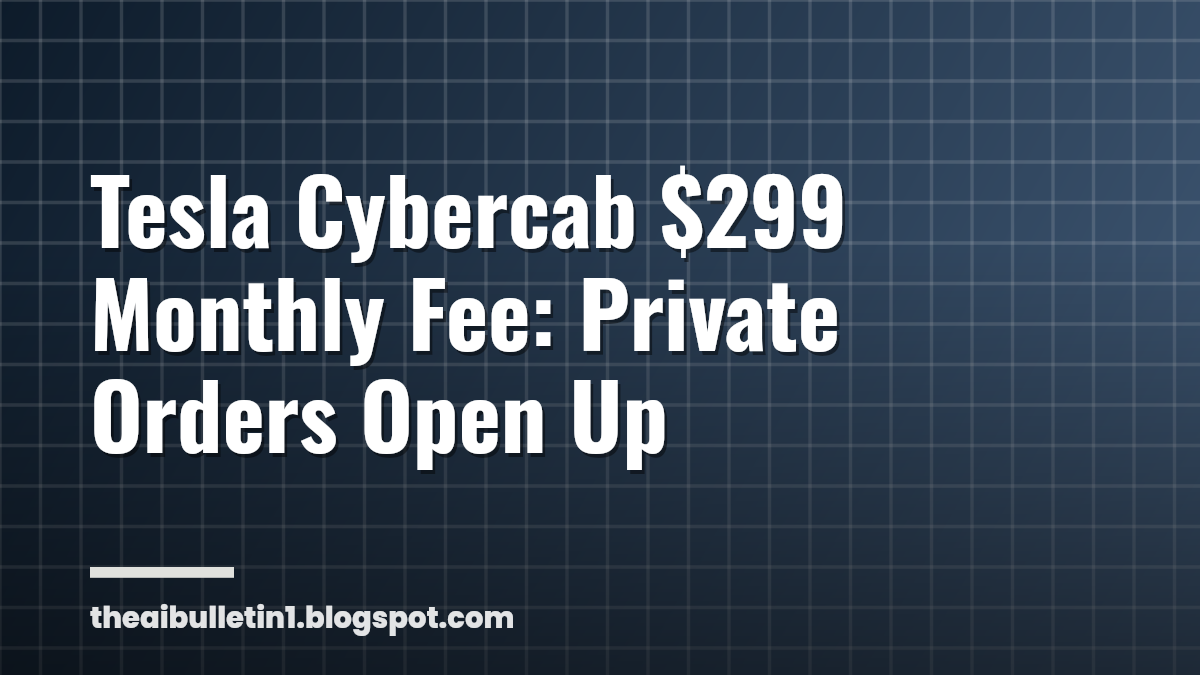 Tesla Cybercab $299
Monthly Fee: Private
Orders Open Up
theaibulletin1.blogspot.com